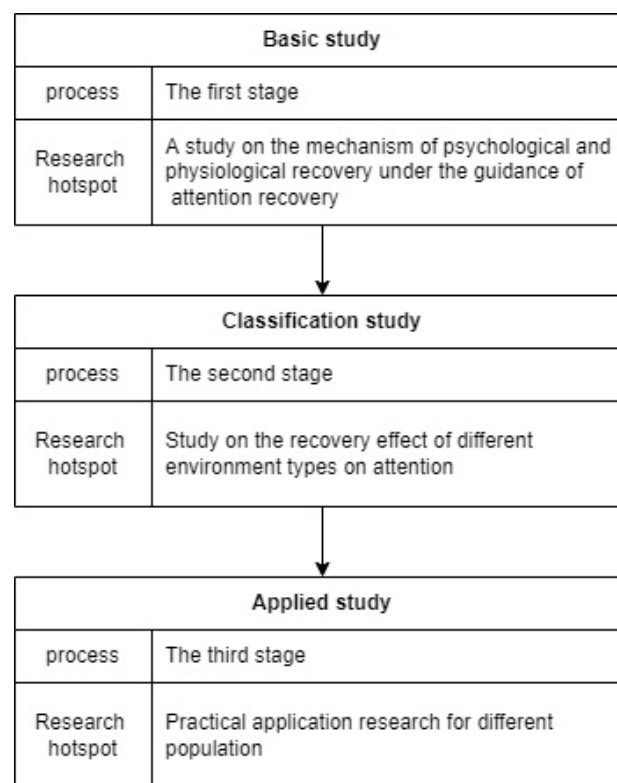 Basic study
process
The first stage
Research
hotspot
A study on the mechanism of psychological and
physiological recovery under the guidance of
attention recovery
Classification study
process
The second stage
Research
hotspot
Study on the recovery effect of different
environment types on attention
Applied study
process
The third stage
Research
hotspot
Practical application research for different
population